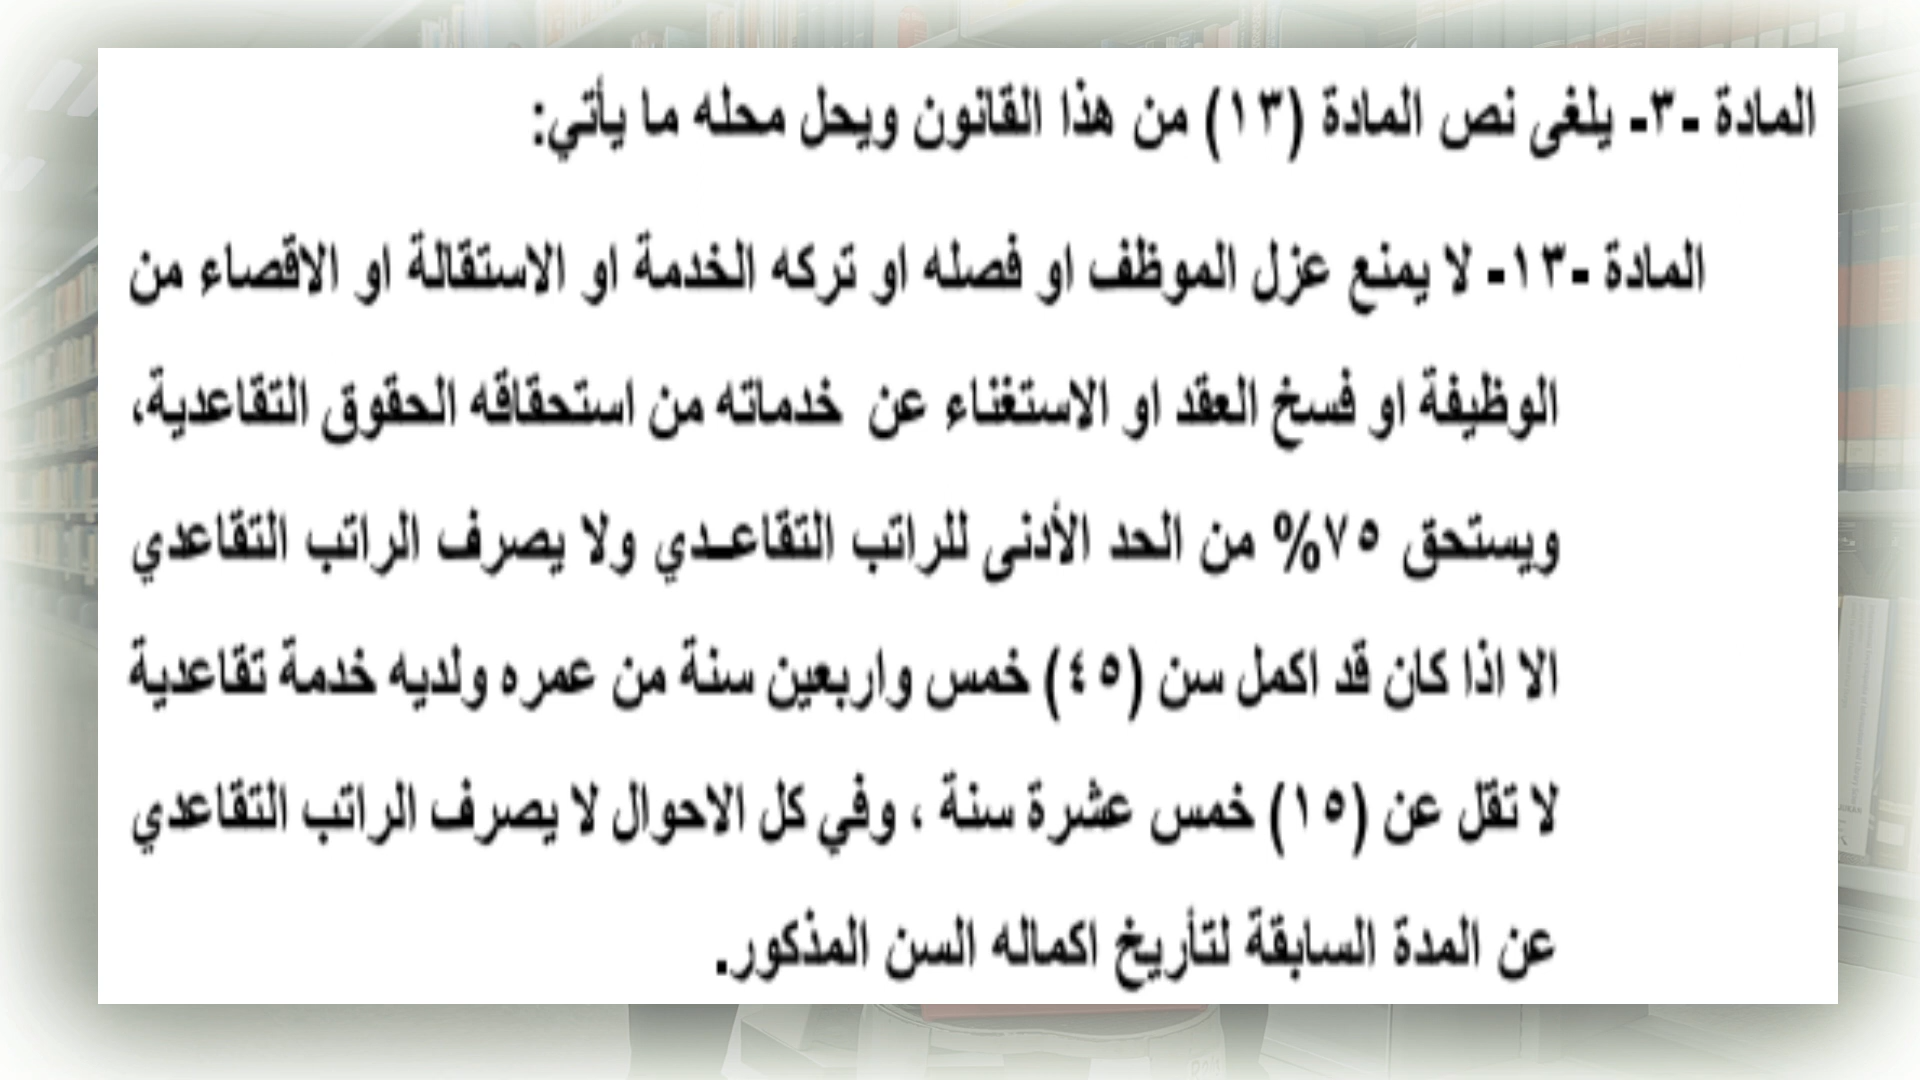 المادة -٣- يلغى نص المادة (١٣) من هذا القانون ويحل محله ما يأتي:
المادة -١٣- لا يمنع عزل الموظف او فصله او تركه الخدمة او الاستقالة او الاقصاء من
الوظيفة او فسخ العقد او الاستغناء عن خدماته من استحقاقه الحقوق التقاعدية،
ويستحق ٧٥% من الحد الأدنى للراتب التقاعـدي ولا يصرف الراتب التقاعدي
الا اذا كان قد اكمل سن (٤٥) خمس واربعين سنة من عمره ولديه خدمة تقاعدية
لا تقل عن (١٥) خمس عشرة سنة ، وفي كل الاحوال لا يصرف الراتب التقاعدي
عن المدة السابقة لتأريخ اكماله السن المذكور.